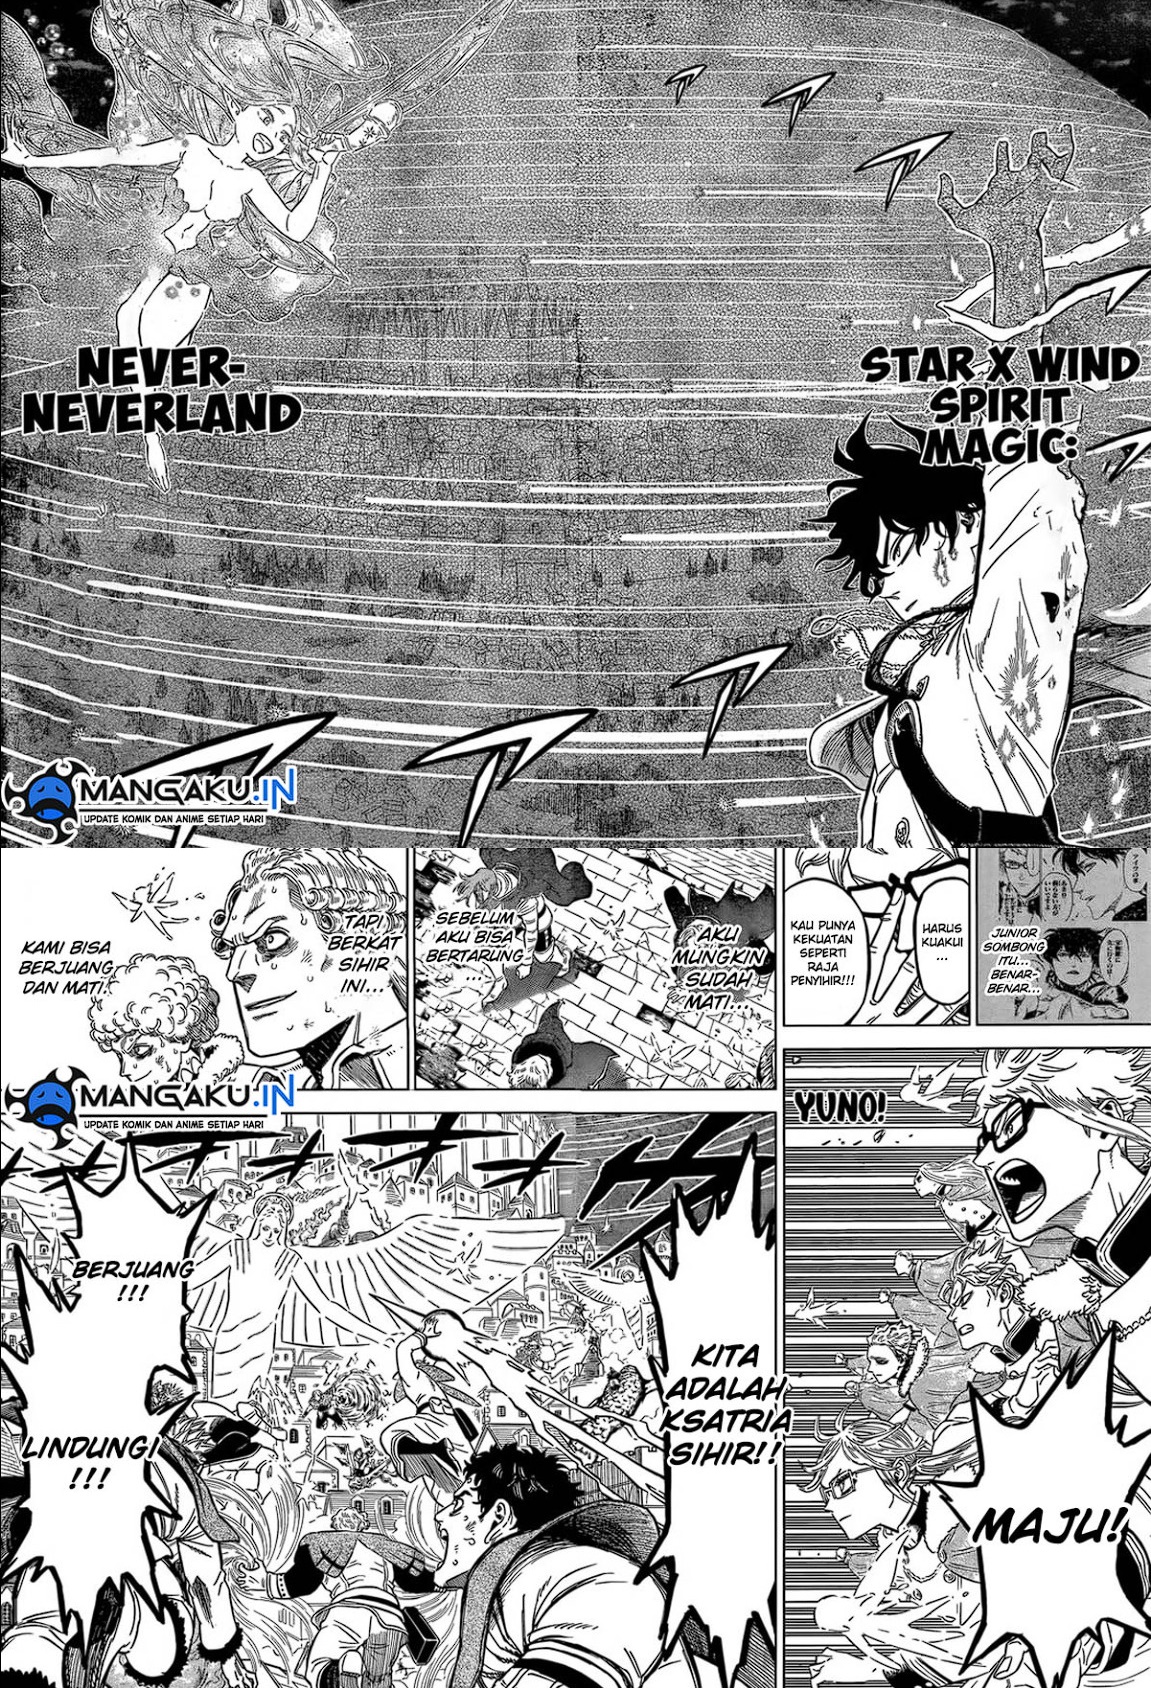 STAR X WIND
SPIRIT
MAGIC:
NEVER-
NEVERLAND
MANGAKU.IN
UPDATE KOMIK DAN ANIME SETIAP HARI
JUNIOR
SOMBONG
ITU...
BENAR-
BENAR...
HARUS
KUAKUI
...
KAU PUNYA
KEKUATAN
SEPERTI
RAJA
PENYIHIR!!!
AKU
MUNGKIN
SUDAH
MATI...
SEBELUM
AKU BISA
BERTARUNG...
TAPI
BERKAT
SIHIR
INI...
KAMI BISA
BERJUANG
DAN MATI.
MANGAKU.IN
UPDATE KOMIK DAN ANIME SETIAP HARI
YUNO!
MAJU!
KITA
ADALAH
KSATRIA
SIHIR!!
BERJUANG
!!!
LINDUNGI
!!!